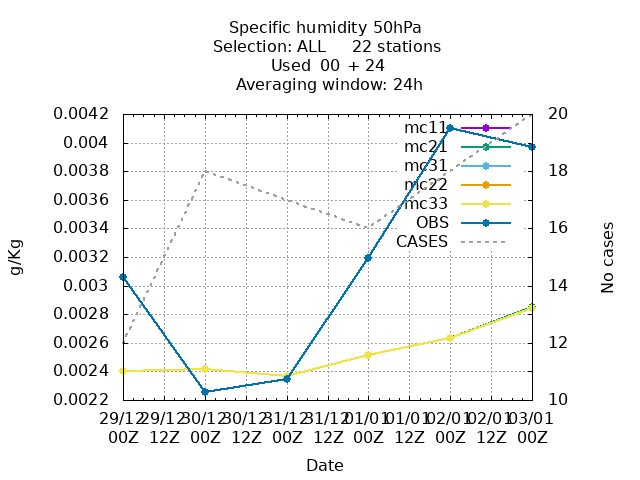 Specific humidity 50hPa
Selection: ALL     22 stations
Used  00  + 24
Averaging window: 24h
g/Kg
0.0042
0.004
0.0038
0.0036
0.0034
0.0032
0.003
0.0028
0.0026
0.0024
0.0022
mc11
mc21
mc31
mc22
mc33
OBS
CASES
20
18
16
14
12
10
No cases
29/12 29/12 30/12 30/12 31/12 31/12 01/01 01/01 02/01 02/01 03/01
00Z 12Z 00Z 12Z 00Z 12Z 00Z 12Z 00Z 12Z 00Z
Date